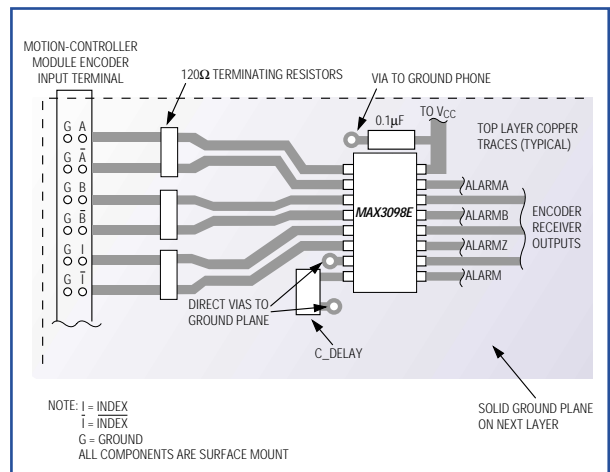 MOTION-CONTROLLER
MODULE ENCODER
INPUT TERMINAL
120Ω TERMINATING RESISTORS
VIA TO GROUND PHONE
TO VCC
0.1µF
TOP LAYER COPPER
TRACES (TYPICAL)
G A
G A̅
G B
G B̅
G I
G I̅
MAX3098E
ALARMA
ALARMB
ALARMZ
ALARM
ENCODER
RECEIVER
OUTPUTS
DIRECT VIAS TO
GROUND PLANE
C_DELAY
SOLID GROUND PLANE
ON NEXT LAYER
NOTE: I = INDEX
I̅ = I̅N̅D̅E̅X̅
G = GROUND
ALL COMPONENTS ARE SURFACE MOUNT